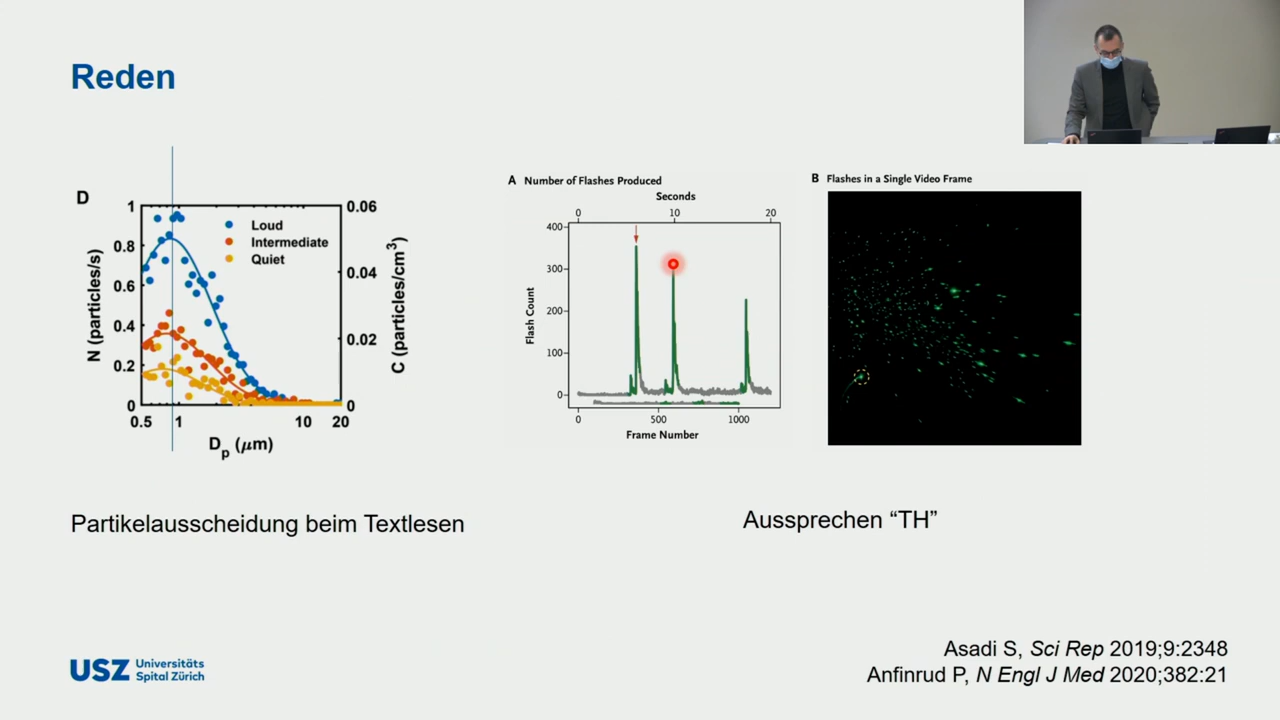 Reden
D
1
0.8
0.6
0.4
0.2
0
N (particles/s)
Loud
Intermediate
Quiet
0.06
0.04
0.02
0
C (particles/cm³)
0.5
1
10
20
Dp (μm)
Partikelausscheidung beim Textlesen
A Number of Flashes Produced
Seconds
0
10
20
400
300
200
100
0
Flash Count
0
500
1000
Frame Number
B Flashes in a Single Video Frame
Aussprechen “TH”
USZ Universitäts
Spital Zürich
Asadi S, Sci Rep 2019;9:2348
Anfinrud P, N Engl J Med 2020;382:21